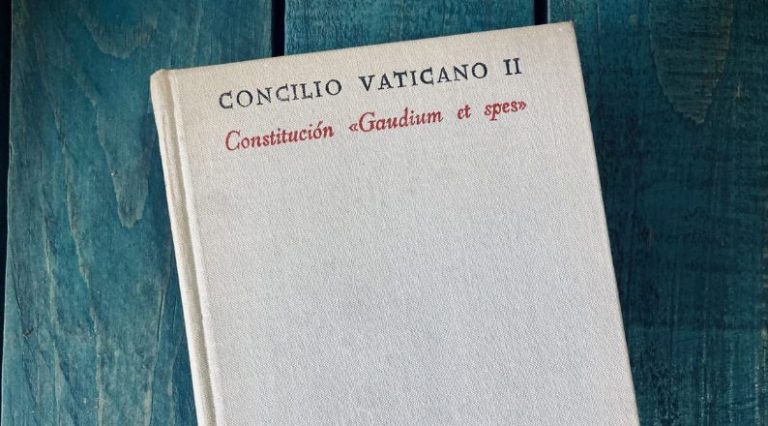 CONCILIO VATICANO II
Constitución «Gaudium et spes»